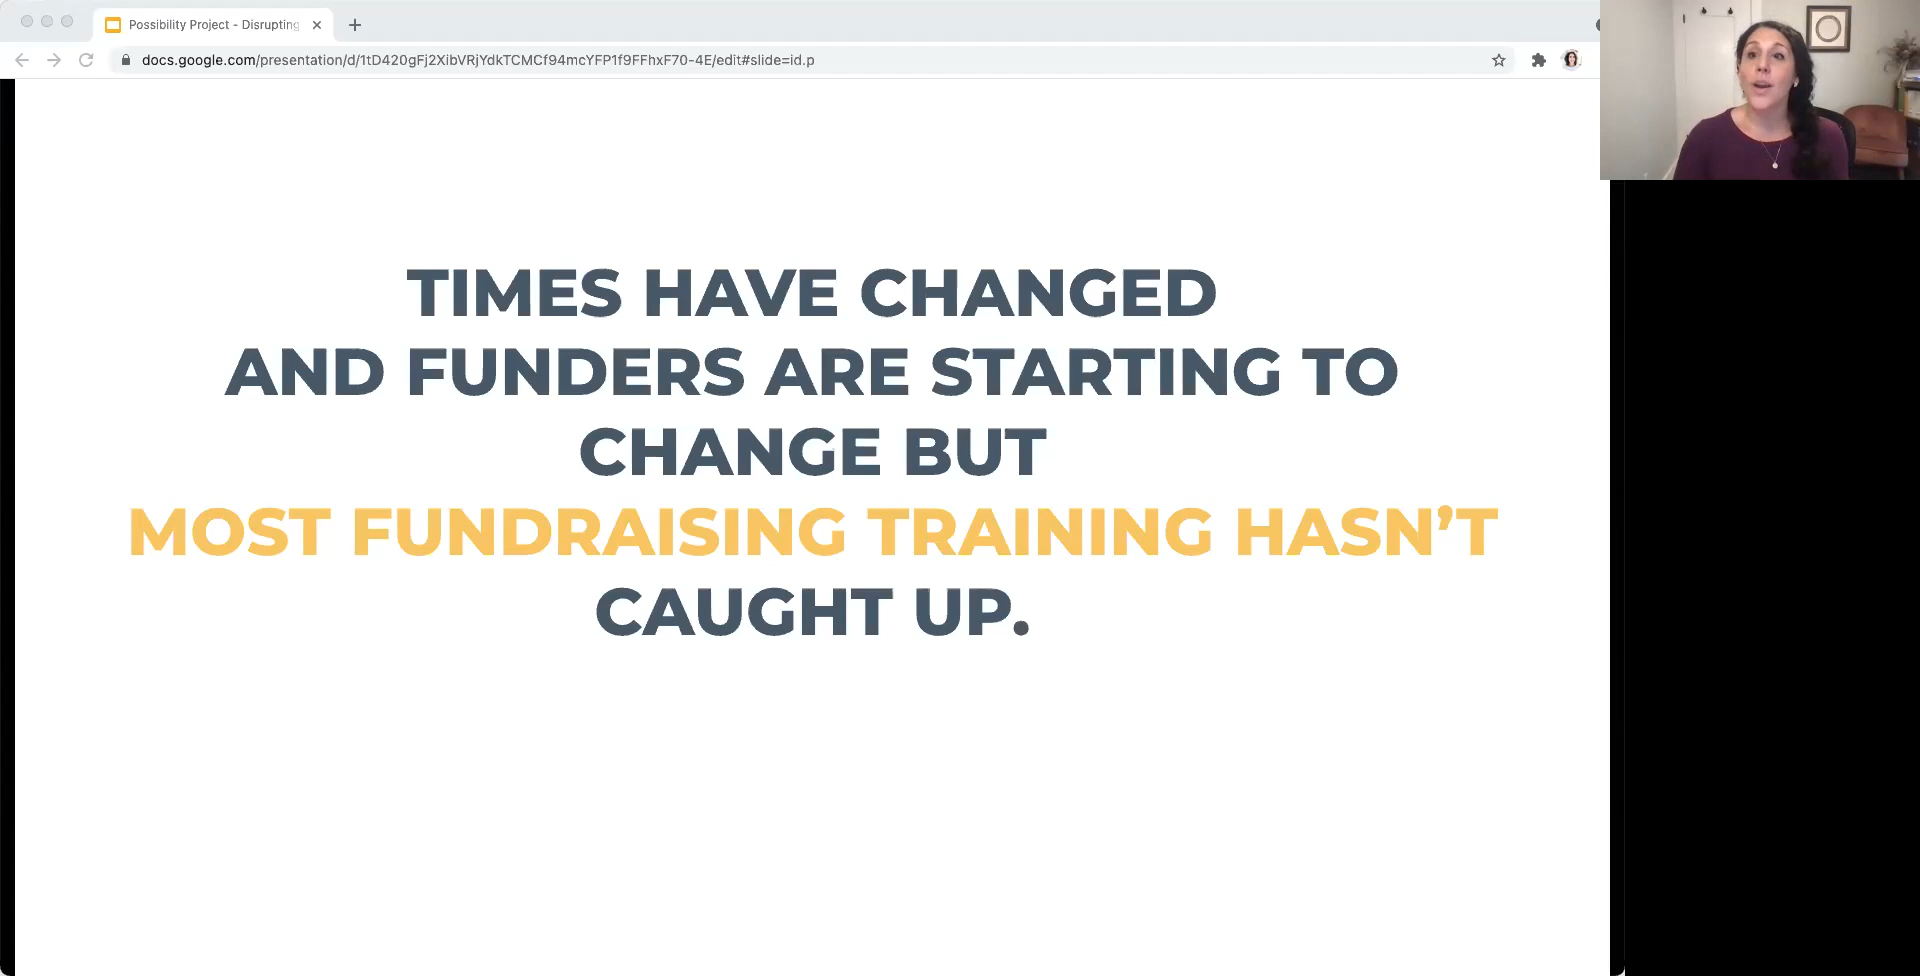 Possibility Project - Disrupting
docs.google.com/presentation/d/1tD420gFj2XibVRjYdkTCMCf94mcYFP1f9FFhxF70-4E/edit#slide=id.p
TIMES HAVE CHANGED
AND FUNDERS ARE STARTING TO
CHANGE BUT
MOST FUNDRAISING TRAINING HASN’T
CAUGHT UP.